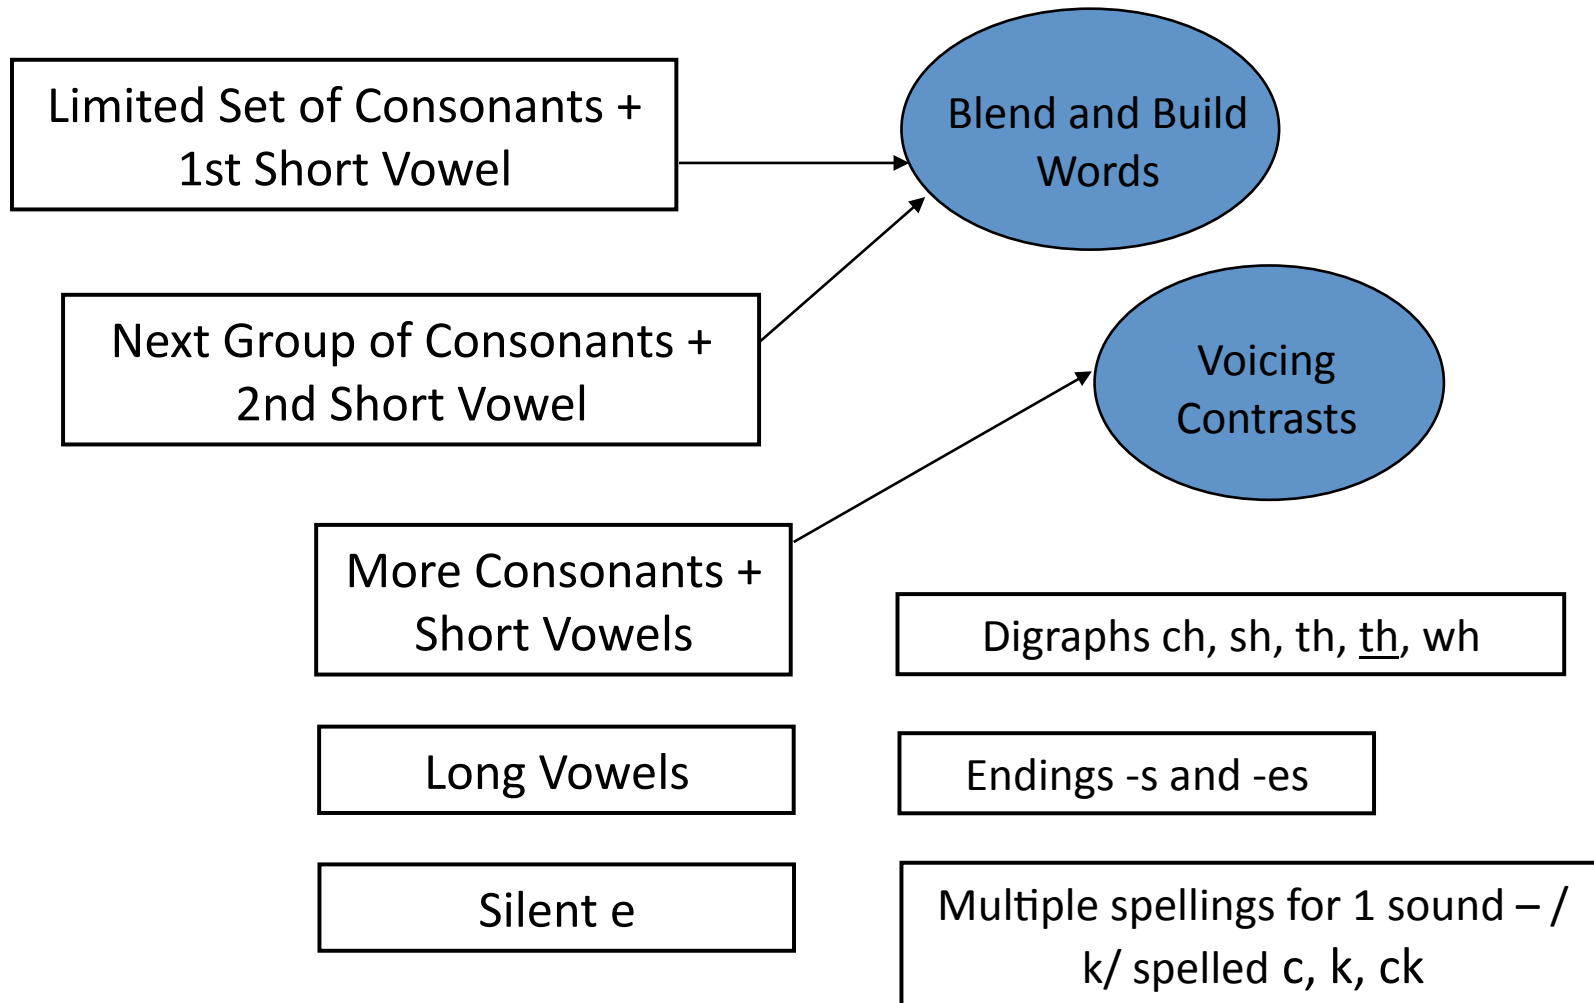 Limited Set of Consonants +
1st Short Vowel
Blend and Build
Words
Next Group of Consonants +
2nd Short Vowel
Voicing
Contrasts
More Consonants +
Short Vowels
Digraphs ch, sh, th, th, wh
Long Vowels
Endings -s and -es
Silent e
Multiple spellings for 1 sound – /
k/ spelled c, k, ck